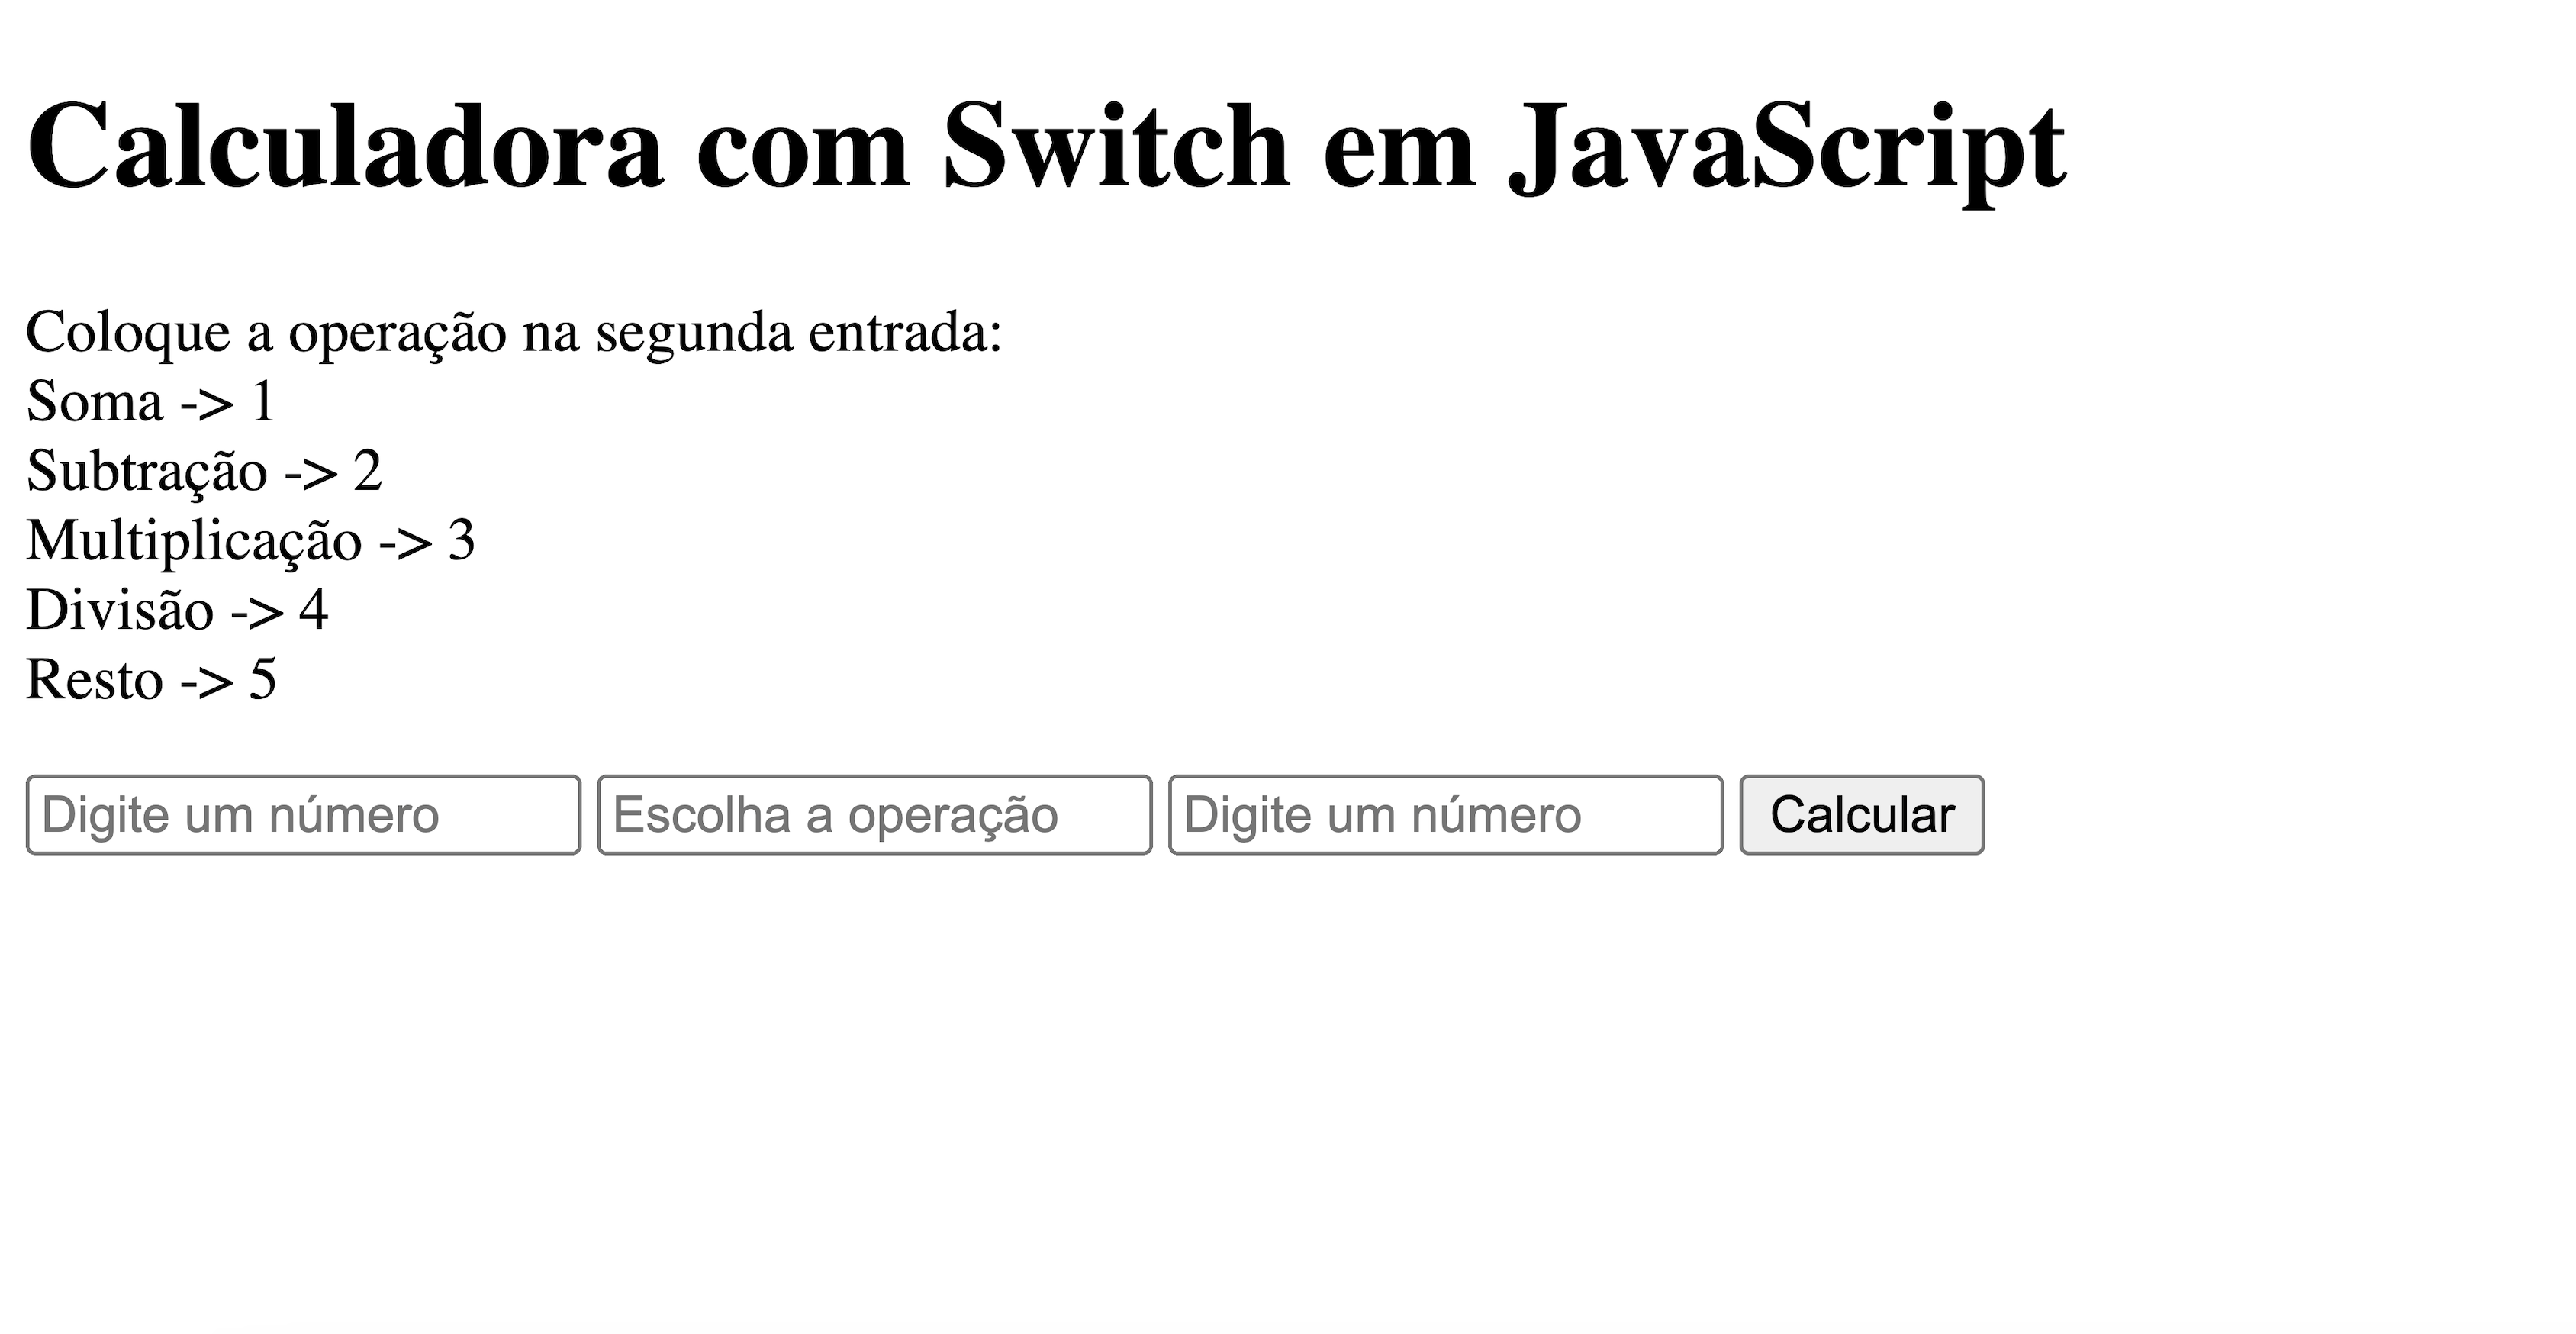 Calculadora com Switch em JavaScript
Coloque a operação na segunda entrada:
Soma -> 1
Subtração -> 2
Multiplicação -> 3
Divisão -> 4
Resto -> 5
Digite um número Escolha a operação Digite um número Calcular